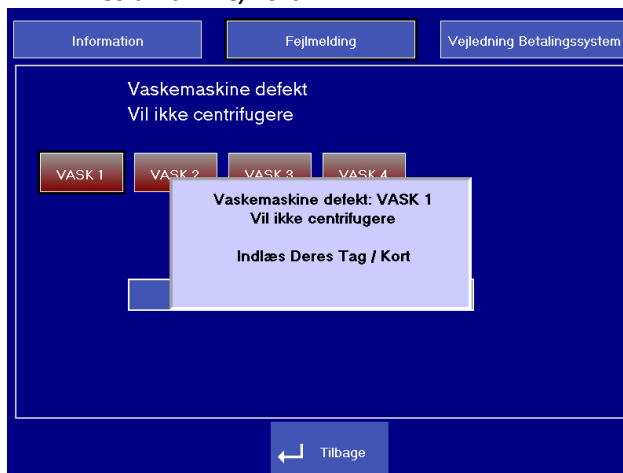 Information
Fejlmelding
Vejledning Betalingssystem
Vaskemaskine defekt
Vil ikke centrifugere
VASK 1
VASK 2
VASK 3
VASK 4
Vaskemaskine defekt: VASK 1
Vil ikke centrifugere
Indlæs Deres Tag / Kort
Tilbage